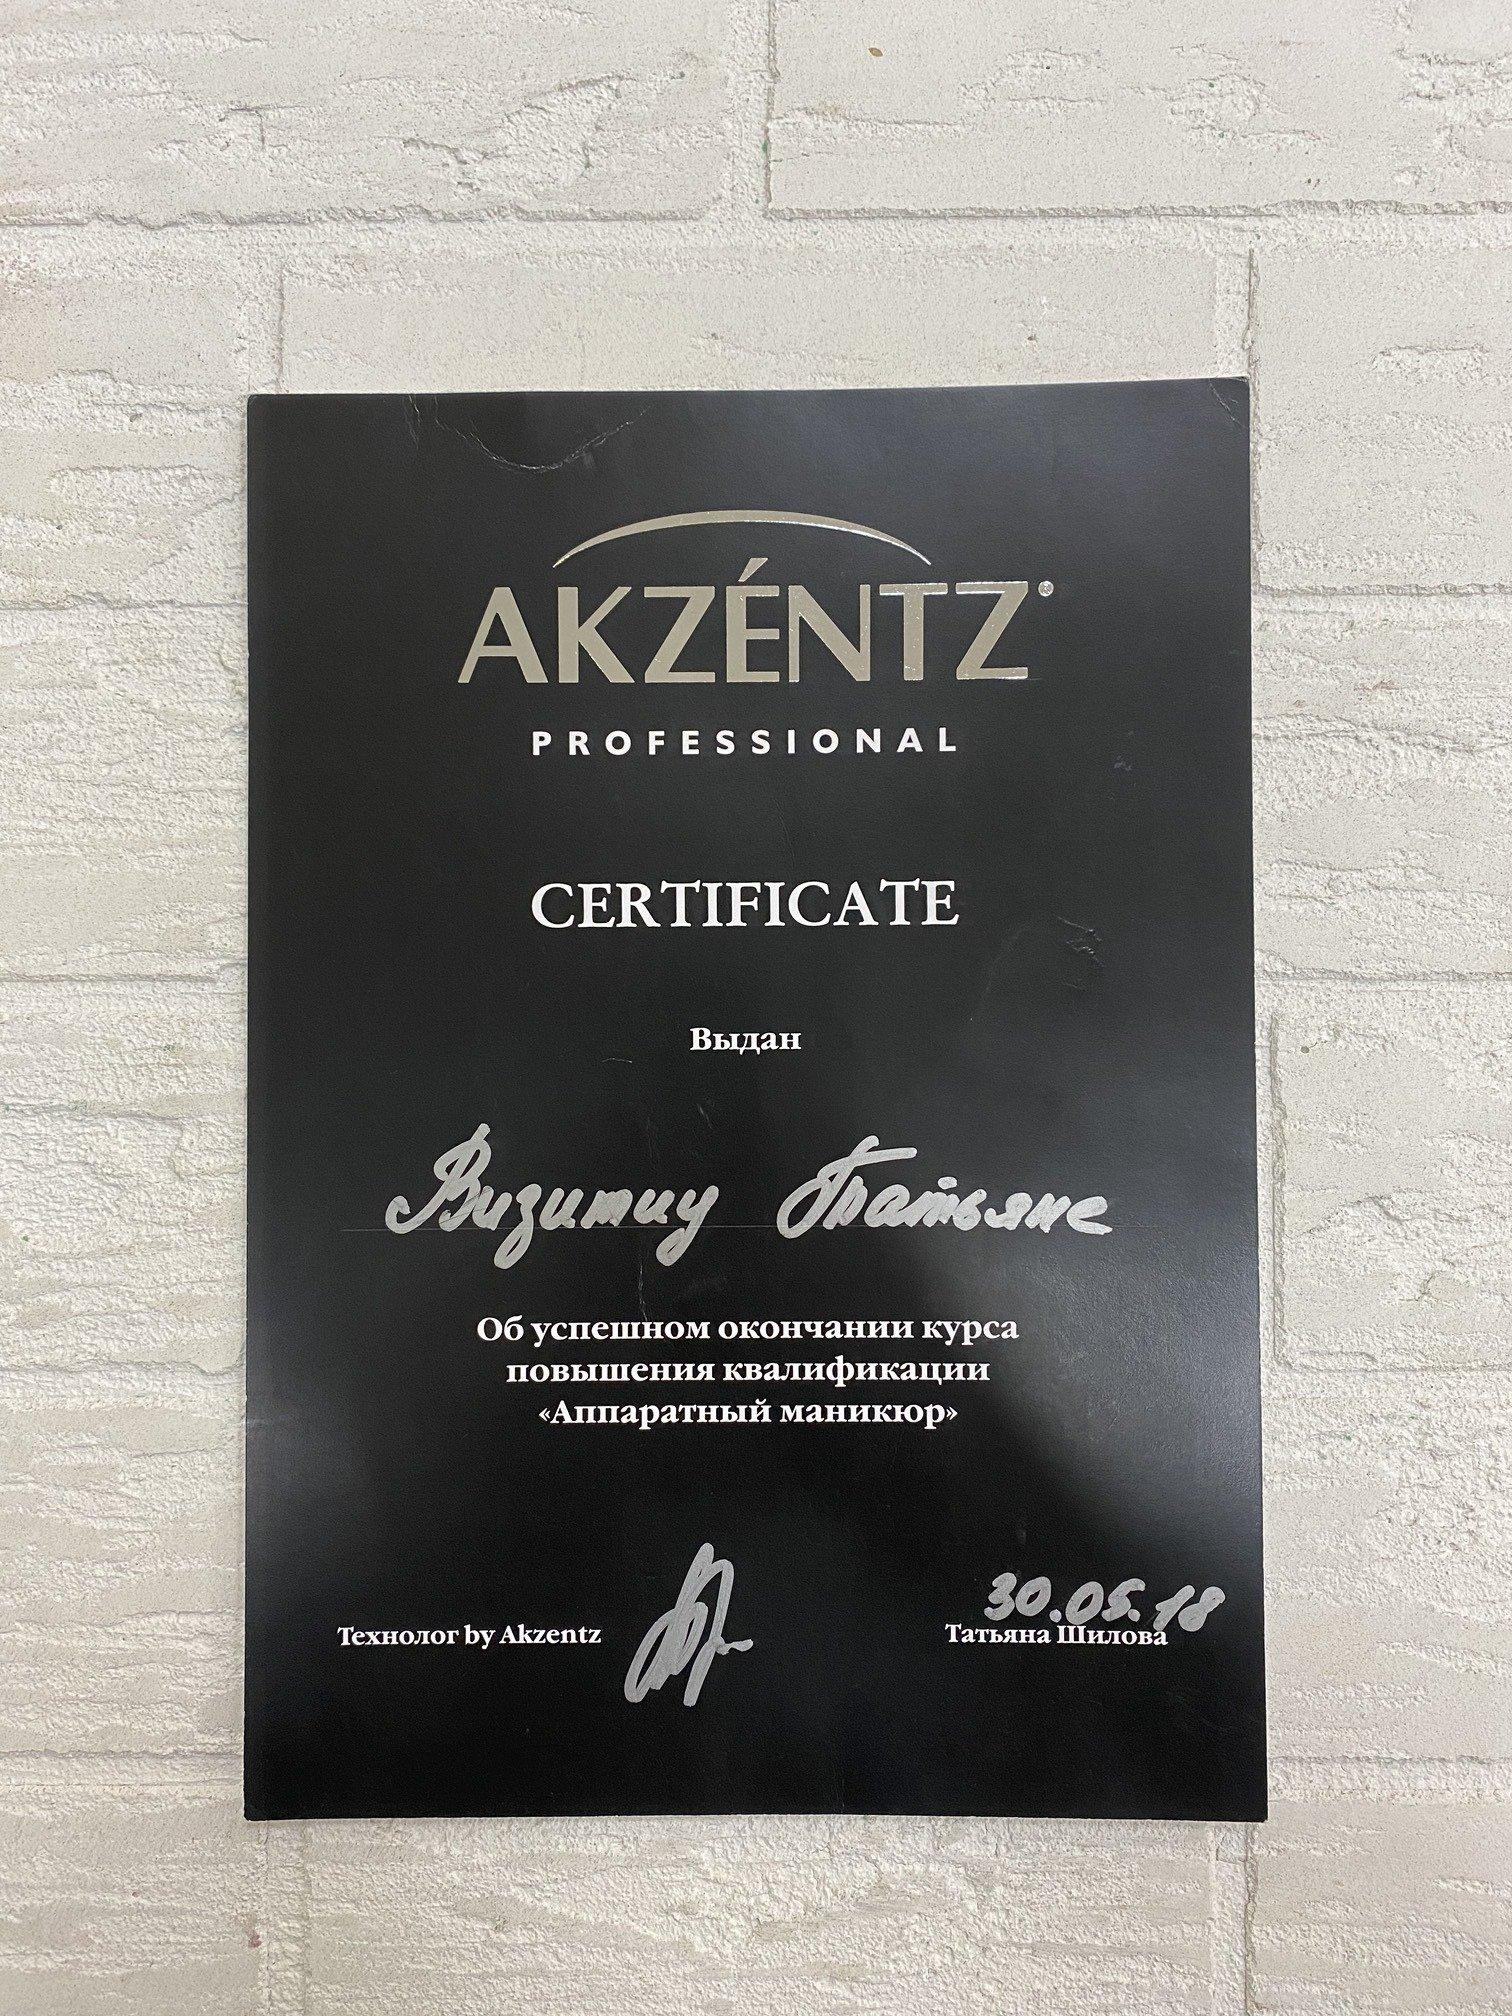 AKZÉNTZ
PROFESSIONAL
CERTIFICATE
Выдан
Визитиу Татьяне
Об успешном окончании курса
повышения квалификации
«Аппаратный маникюр»
30.05.18
Технолог by Akzentz Татьяна Шилова